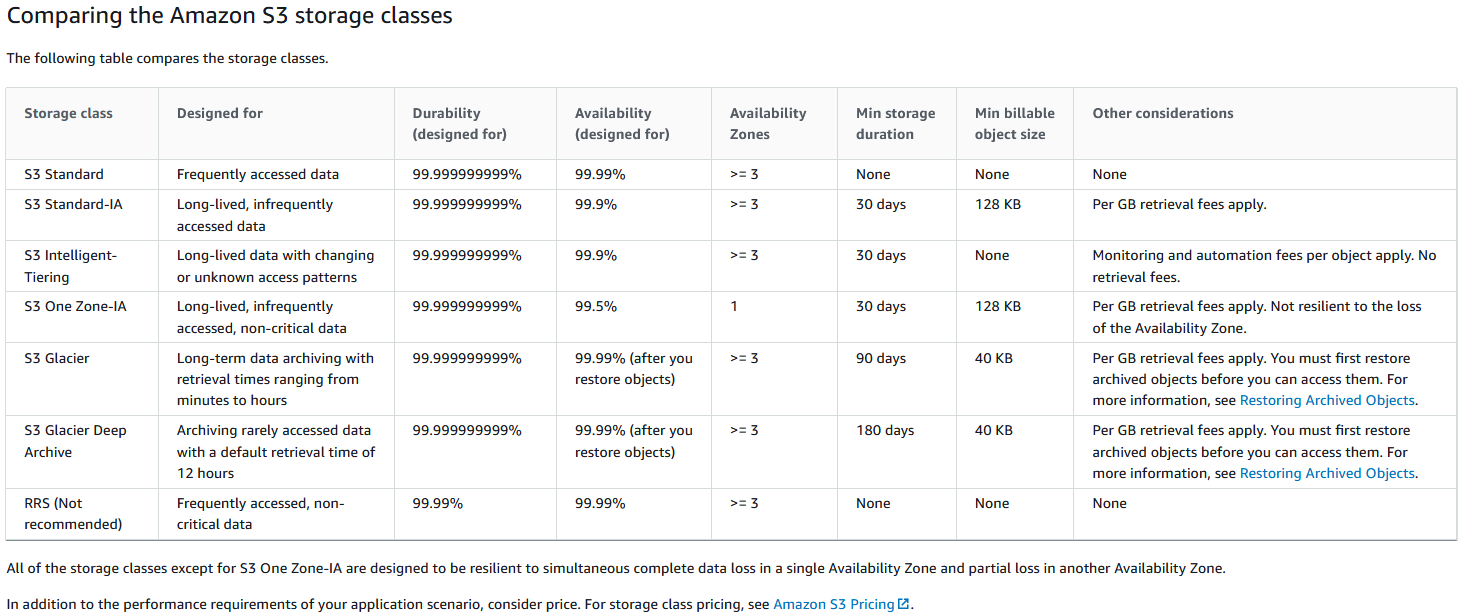 Comparing the Amazon S3 storage classes
The following table compares the storage classes.
Storage class
Designed for
Durability
(designed for)
Availability
(designed for)
Availability
Zones
Min storage
duration
Min billable
object size
Other considerations
S3 Standard
Frequently accessed data
99.999999999%
99.99%
>= 3
None
None
None
S3 Standard-IA
Long-lived, infrequently
accessed data
99.999999999%
99.9%
>= 3
30 days
128 KB
Per GB retrieval fees apply.
S3 Intelligent-
Tiering
Long-lived data with changing
or unknown access patterns
99.999999999%
99.9%
>= 3
30 days
None
Monitoring and automation fees per object apply. No
retrieval fees.
S3 One Zone-IA
Long-lived, infrequently
accessed, non-critical data
99.999999999%
99.5%
1
30 days
128 KB
Per GB retrieval fees apply. Not resilient to the loss
of the Availability Zone.
S3 Glacier
Long-term data archiving with
retrieval times ranging from
minutes to hours
99.999999999%
99.99% (after you
restore objects)
>= 3
90 days
40 KB
Per GB retrieval fees apply. You must first restore
archived objects before you can access them. For
more information, see Restoring Archived Objects.
S3 Glacier Deep
Archive
Archiving rarely accessed data
with a default retrieval time of
12 hours
99.999999999%
99.99% (after you
restore objects)
>= 3
180 days
40 KB
Per GB retrieval fees apply. You must first restore
archived objects before you can access them. For
more information, see Restoring Archived Objects.
RRS (Not
recommended)
Frequently accessed, non-
critical data
99.99%
99.99%
>= 3
None
None
None
All of the storage classes except for S3 One Zone-IA are designed to be resilient to simultaneous complete data loss in a single Availability Zone and partial loss in another Availability Zone.
In addition to the performance requirements of your application scenario, consider price. For storage class pricing, see Amazon S3 Pricing.